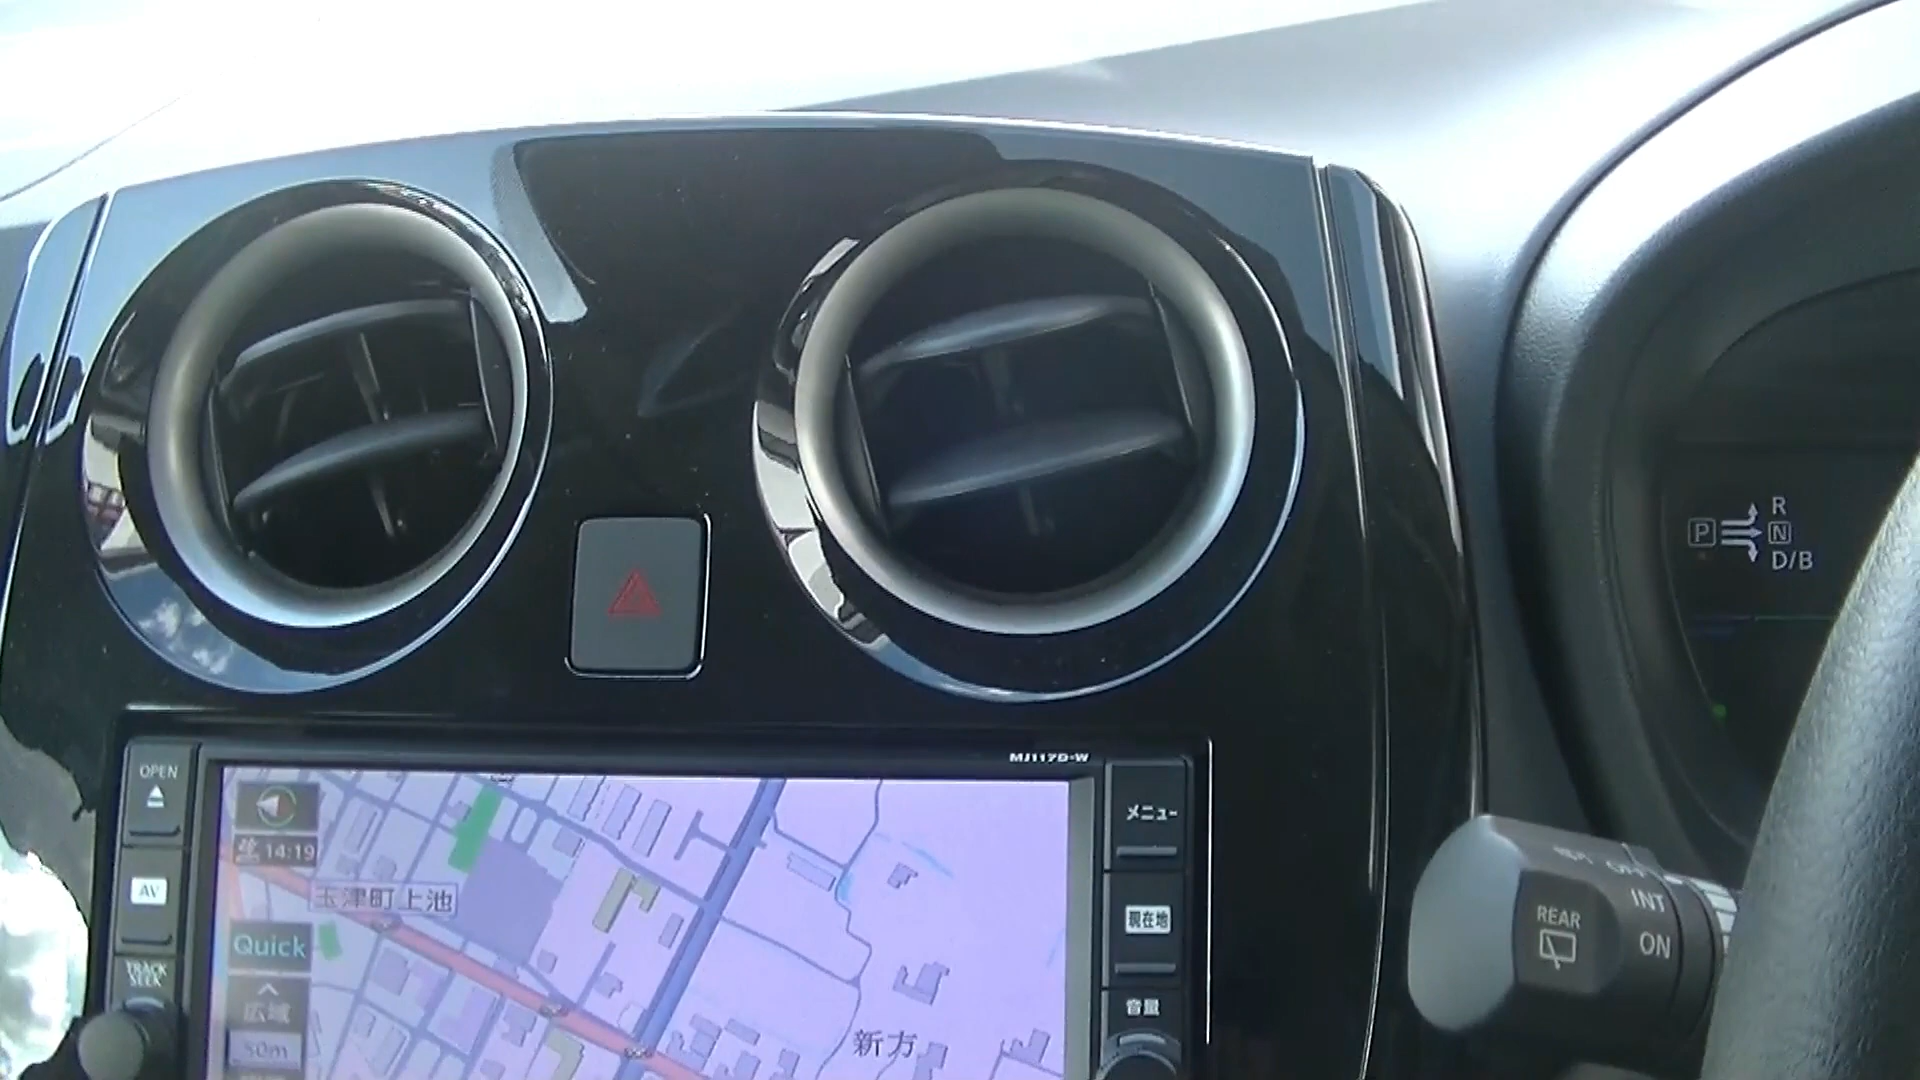 MJ117D-W
OPEN
AV
TRACK
SEEK
14:19
玉津町上池
Quick
広域
50m
新方
メニュー
現在地
音量
P
R
N
D/B
OFF
INT
ON
REAR